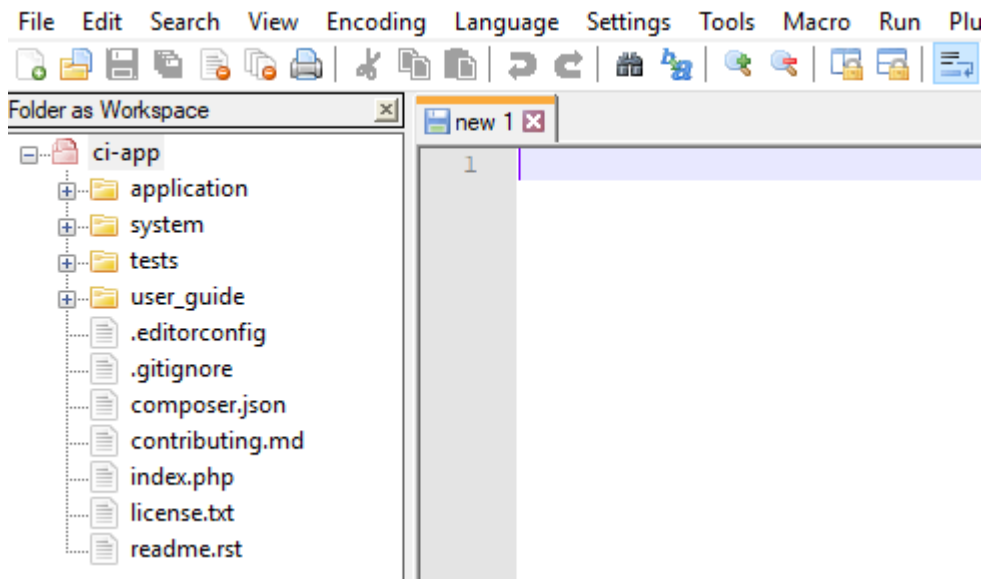 File Edit Search View Encoding Language Settings Tools Macro Run Plu
Folder as Workspace
new 1
ci-app
1
application
system
tests
user_guide
.editorconfig
.gitignore
composer.json
contributing.md
index.php
license.txt
readme.rst